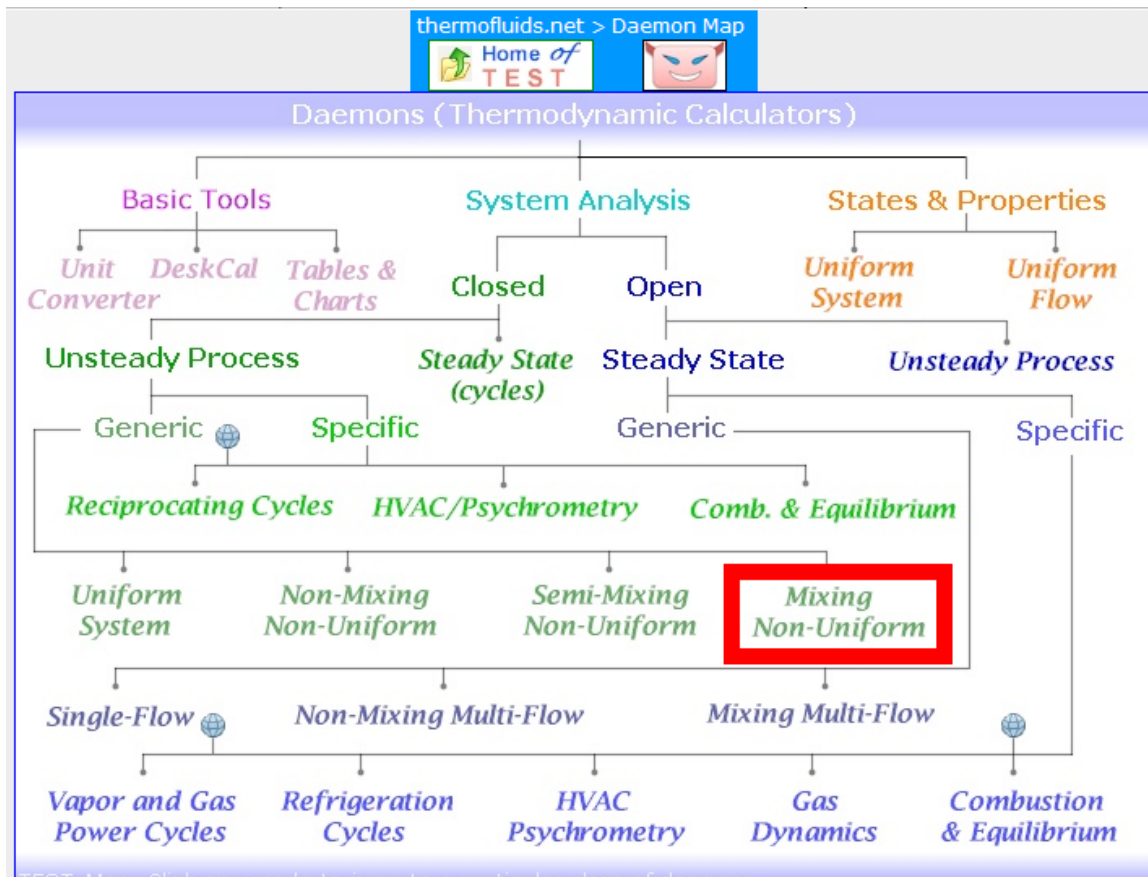 thermofluids.net > Daemon Map
Home of
TEST
Daemons (Thermodynamic Calculators)
Basic Tools
System Analysis
States & Properties
Unit
Converter
DeskCal
Tables &
Charts
Closed
Open
Uniform
System
Uniform
Flow
Unsteady Process
Steady State
(cycles)
Steady State
Unsteady Process
Generic
Specific
Generic
Specific
Reciprocating Cycles
HVAC/Psychrometry
Comb. & Equilibrium
Uniform
System
Non-Mixing
Non-Uniform
Semi-Mixing
Non-Uniform
Mixing
Non-Uniform
Single-Flow
Non-Mixing Multi-Flow
Mixing Multi-Flow
Vapor and Gas
Power Cycles
Refrigeration
Cycles
HVAC
Psychrometry
Gas
Dynamics
Combustion
& Equilibrium